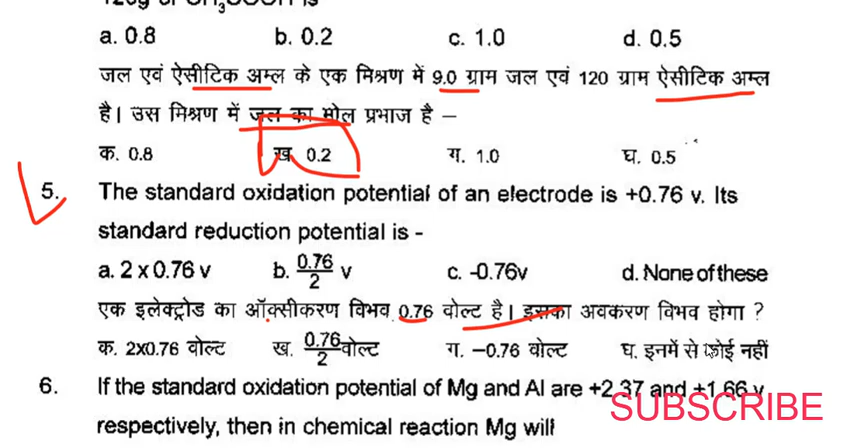 120g of CH3COOH is
a. 0.8 b. 0.2 c. 1.0 d. 0.5
जल एवं ऐसीटिक अम्ल के एक मिश्रण में 9.0 ग्राम जल एवं 120 ग्राम ऐसीटिक अम्ल
है। उस मिश्रण में जल का मोल प्रभाज है –
क. 0.8 ख. 0.2 ग. 1.0 घ. 0.5
5. The standard oxidation potential of an electrode is +0.76 v. Its
standard reduction potential is -
a. 2 x 0.76 v b. 0.76/2 v c. -0.76v d. None of these
एक इलेक्ट्रोड का ऑक्सीकरण विभव 0.76 वोल्ट है। इसका अवकरण विभव होगा ?
क. 2X0.76 वोल्ट ख. 0.76/2 वोल्ट ग. –0.76 वोल्ट घ. इनमें से कोई नहीं
6. If the standard oxidation potential of Mg and Al are +2.37 and +1.66 v
respectively, then in chemical reaction Mg will
SUBSCRIBE